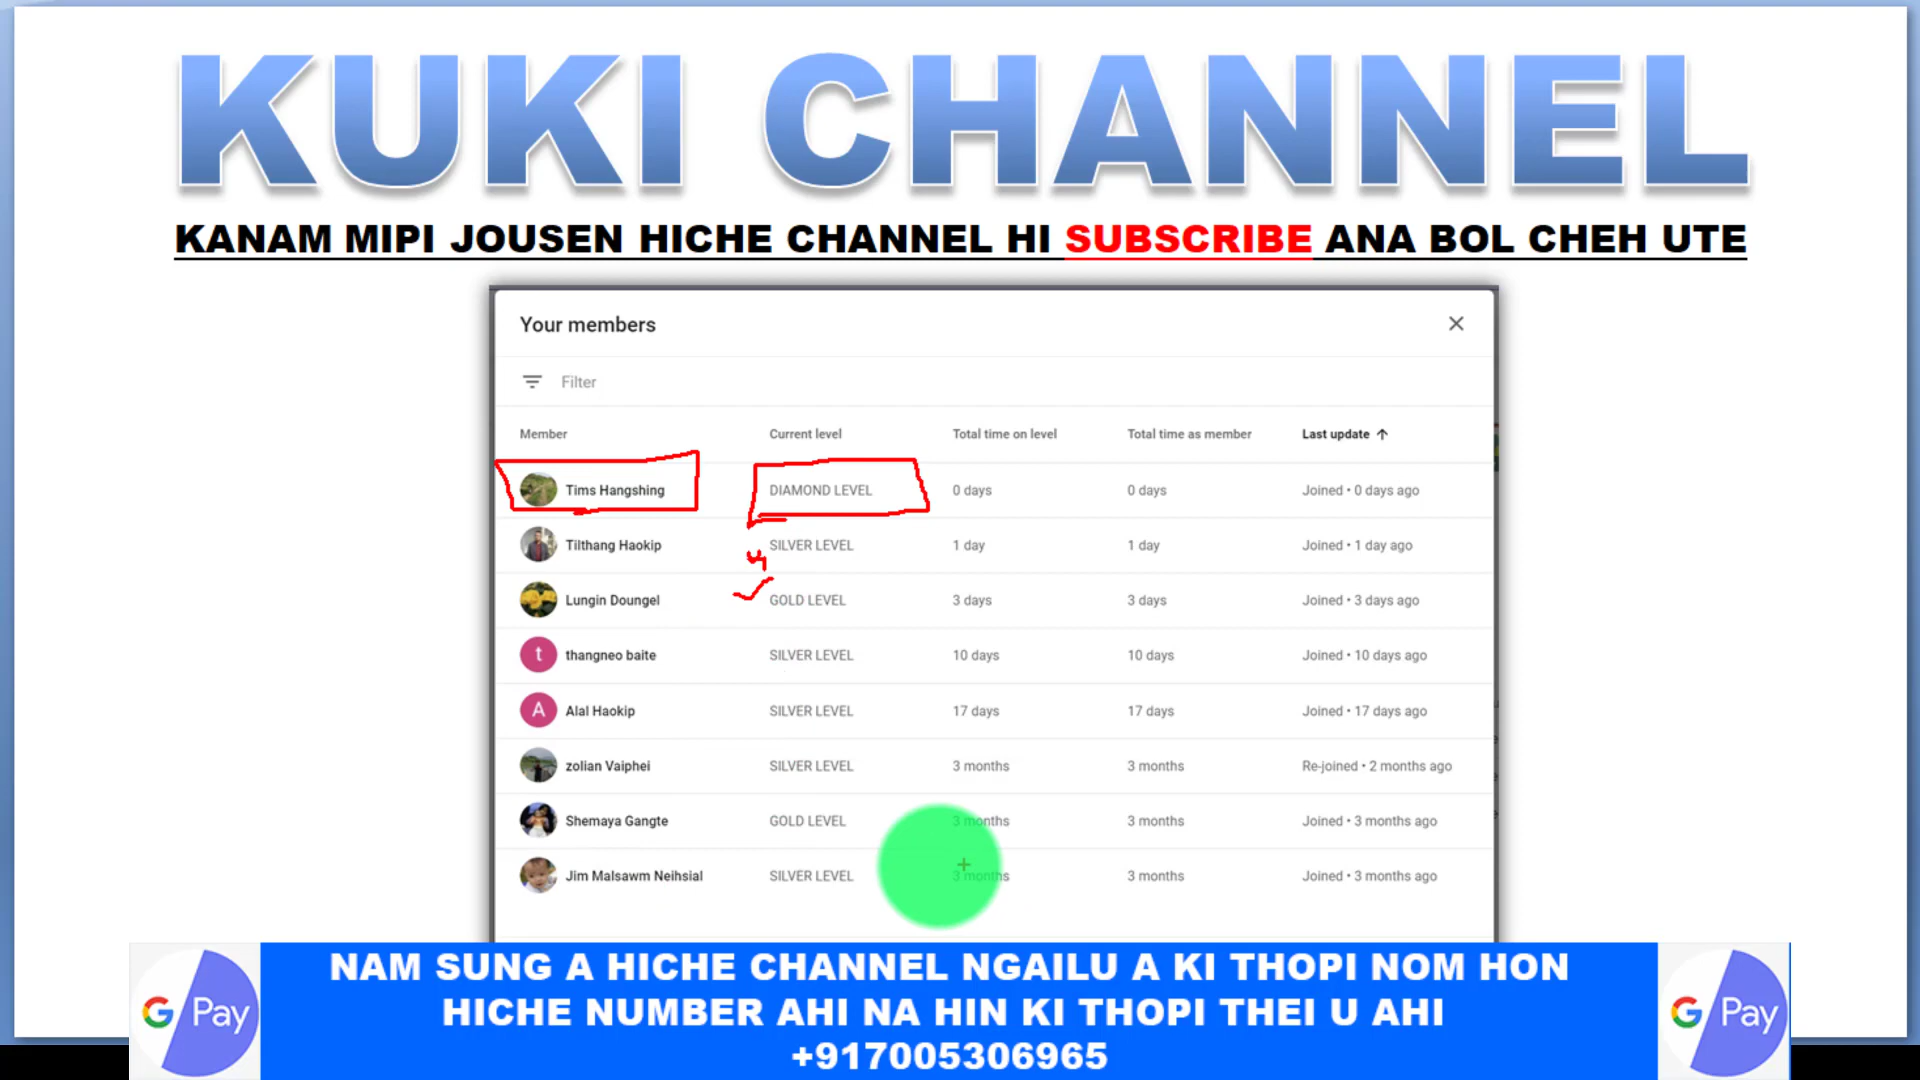 KUKI CHANNEL
KANAM MIPI JOUSEN HICHE CHANNEL HI SUBSCRIBE ANA BOL CHEH UTE
Your members
Filter
Member Current level Total time on level Total time as member Last update
Tims Hangshing DIAMOND LEVEL 0 days 0 days Joined • 0 days ago
Tilthang Haokip SILVER LEVEL 1 day 1 day Joined • 1 day ago
Lungin Doungel GOLD LEVEL 3 days 3 days Joined • 3 days ago
t thangneo baite SILVER LEVEL 10 days 10 days Joined • 10 days ago
A Alal Haokip SILVER LEVEL 17 days 17 days Joined • 17 days ago
zolian Vaiphei SILVER LEVEL 3 months 3 months Re-joined • 2 months ago
Shemaya Gangte GOLD LEVEL 3 months 3 months Joined • 3 months ago
Jim Malsawm Neihsial SILVER LEVEL 3 months 3 months Joined • 3 months ago
G Pay
NAM SUNG A HICHE CHANNEL NGAILU A KI THOPI NOM HON
HICHE NUMBER AHI NA HIN KI THOPI THEI U AHI
+917005306965
G Pay